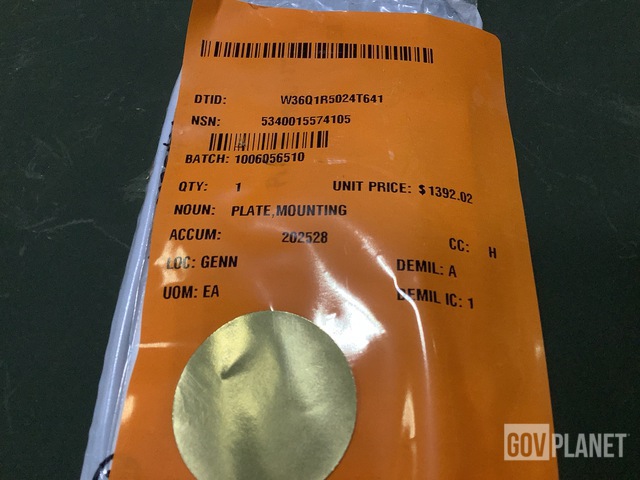 DTID: W36Q1R5024T641
NSN: 5340015574105
BATCH: 1006056510
QTY: 1 UNIT PRICE: $1392.02
NOUN: PLATE,MOUNTING
ACCUM: 202528 CC: H
LOC: GENN DEMIL: A
UOM: EA DEMIL IC: 1
GOVPLANET